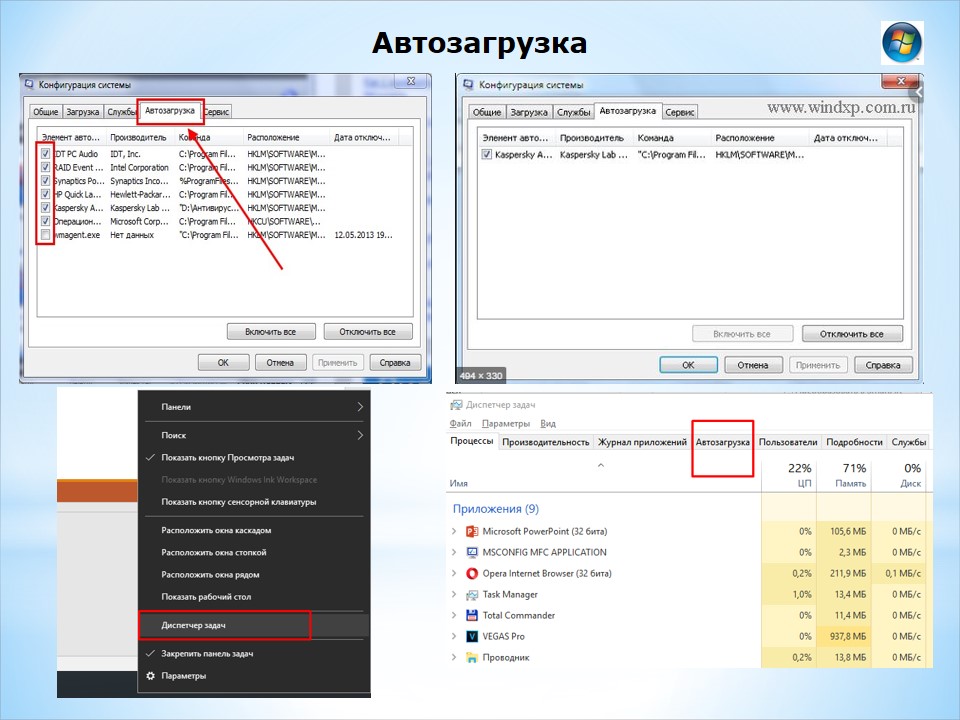 Автозагрузка
Конфигурация системы
Общие Загрузка Службы Автозагрузка Сервис
Элемент авто... Производитель Команда Расположение Дата отключ...
IDT PC Audio IDT, Inc. C:\Program Fil... HKLM\SOFTWARE\M...
RAID Event ... Intel Corporation C:\Program Fil... HKLM\SOFTWARE\M...
Synaptics Po... Synaptics Inco... %ProgramFiles... HKLM\SOFTWARE\M...
HP Quick La... Hewlett-Packar... C:\Program Fil... HKLM\SOFTWARE\M...
Kaspersky A... Kaspersky Lab ... "D:\Антивирус... HKLM\SOFTWARE\M...
Операцион... Microsoft Corp... C:\Program Fil... HKCU\SOFTWARE\...
wmagent.exe Нет данных "C:\Program Fil... HKLM\SOFTWARE\M... 12.05.2013 19...
Включить все Отключить все
OK Отмена Применить Справка
Конфигурация системы
www.windxp.com.ru
Общие Загрузка Службы Автозагрузка Сервис
Элемент авто... Производитель Команда Расположение Дата отключ...
Kaspersky A... Kaspersky Lab ... "C:\Program Fil... HKLM\SOFTWARE\M...
Включить все Отключить все
OK Отмена Применить Справка
494 × 330
Панели
Поиск
Показать кнопку Просмотра задач
Показать кнопку Windows Ink Workspace
Показать кнопку сенсорной клавиатуры
Расположить окна каскадом
Расположить окна стопкой
Расположить окна рядом
Показать рабочий стол
Диспетчер задач
Закрепить панель задач
Параметры
Диспетчер задач
Файл Параметры Вид
Процессы Производительность Журнал приложений Автозагрузка Пользователи Подробности Службы
22% 71% 0%
Имя ЦП Память Диск
Приложения (9)
Microsoft PowerPoint (32 бита) 0% 105,6 МБ 0 МБ/с
MSCONFIG MFC APPLICATION 0% 2,3 МБ 0 МБ/с
Opera Internet Browser (32 бита) 0,2% 211,9 МБ 0,1 МБ/с
Task Manager 1,0% 13,4 МБ 0 МБ/с
Total Commander 0% 11,4 МБ 0 МБ/с
VEGAS Pro 0% 937,8 МБ 0 МБ/с
Проводник 0,2% 13,8 МБ 0 МБ/с